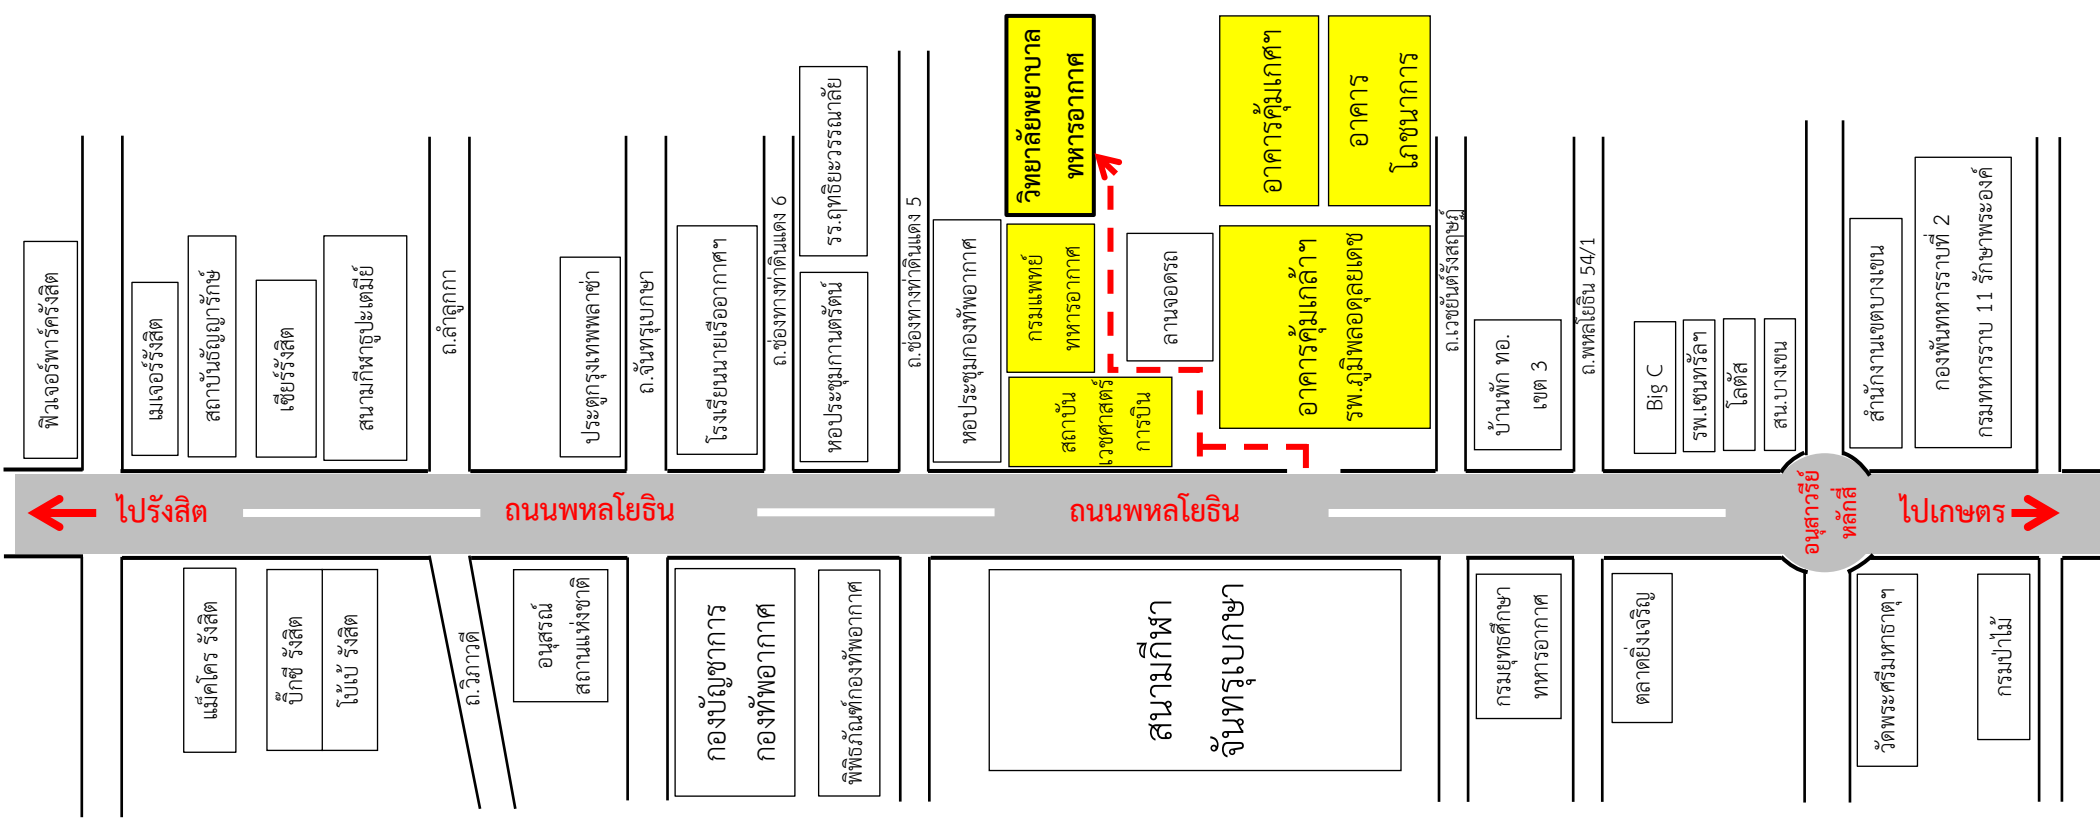 ฟิวเจอร์พาร์ครังสิต
เมเจอร์รังสิต
สถาบันธัญญารักษ์
เซียร์รังสิต
สนามกีฬาธูปะเตมีย์
ถ.ลำลูกกา
ประตูกรุงเทพพลาซ่า
ถ.จันทรุเบกษา
โรงเรียนนายเรืออากาศฯ
ถ.ช่องทางท่าดินแดง 6
รร.ฤทธิยะวรรณาลัย
หอประชุมกานตรัตน์
ถ.ช่องทางท่าดินแดง 5
หอประชุมกองทัพอากาศ
วิทยาลัยพยาบาล
ทหารอากาศ
กรมแพทย์
ทหารอากาศ
สถาบัน
เวชศาสตร์
การบิน
ลานจอดรถ
อาคารคุ้มเกศฯ
อาคาร
โภชนาการ
อาคารคุ้มเกล้าฯ
รพ.ภูมิพลอดุลยเดช
ถ.เวชยันต์รังสฤษฎ์
บ้านพัก ทอ.
เขต 3
ถ.พหลโยธิน 54/1
Big C
รพ.เซนทรัลฯ
โลตัส
สน.บางเขน
สำนักงานเขตบางเขน
กองพันทหารราบที่ 2
กรมทหารราบ 11 รักษาพระองค์
ไปรังสิต
ถนนพหลโยธิน
ถนนพหลโยธิน
อนุสาวรีย์
หลักสี่
ไปเกษตร
แม็คโคร รังสิต
บิ๊กซี รังสิต
โบ้เบ้ รังสิต
ถ.วิภาวดี
อนุสรณ์
สถานแห่งชาติ
กองบัญชาการ
กองทัพอากาศ
พิพิธภัณฑ์กองทัพอากาศ
สนามกีฬา
จันทรุเบกษา
กรมยุทธศึกษา
ทหารอากาศ
ตลาดยิ่งเจริญ
วัดพระศรีมหาธาตุฯ
กรมป่าไม้